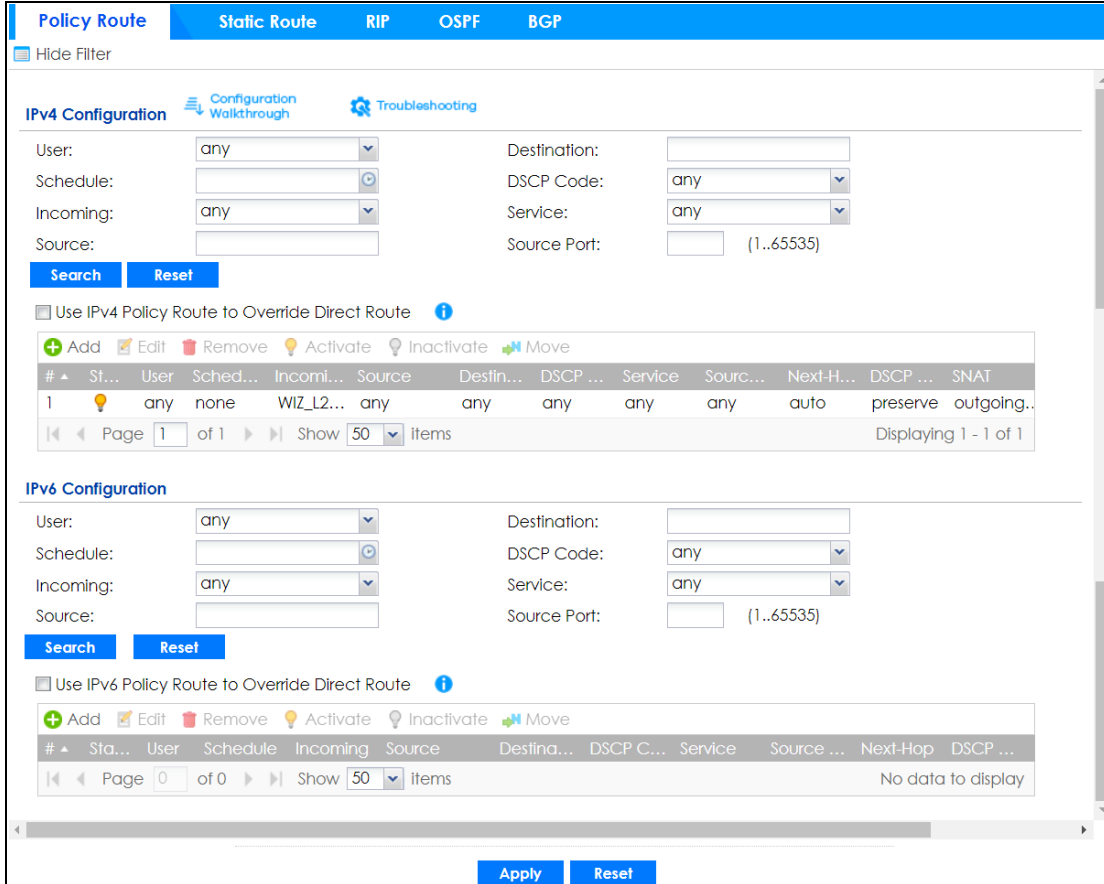 Policy Route Static Route RIP OSPF BGP
Hide Filter
IPv4 Configuration Configuration Walkthrough Troubleshooting
User: any Destination:
Schedule: DSCP Code: any
Incoming: any Service: any
Source: Source Port: (1..65535)
Search Reset
Use IPv4 Policy Route to Override Direct Route
Add Edit Remove Activate Inactivate Move
# St... User Sched... Incomi... Source Destin... DSCP ... Service Sourc... Next-H... DSCP ... SNAT
1 any none WIZ_L2... any any any any any auto preserve outgoing..
Page 1 of 1 Show 50 items Displaying 1 - 1 of 1
IPv6 Configuration
User: any Destination:
Schedule: DSCP Code: any
Incoming: any Service: any
Source: Source Port: (1..65535)
Search Reset
Use IPv6 Policy Route to Override Direct Route
Add Edit Remove Activate Inactivate Move
# Sta... User Schedule Incoming Source Destina... DSCP C... Service Source ... Next-Hop DSCP ...
Page 0 of 0 Show 50 items No data to display
Apply Reset